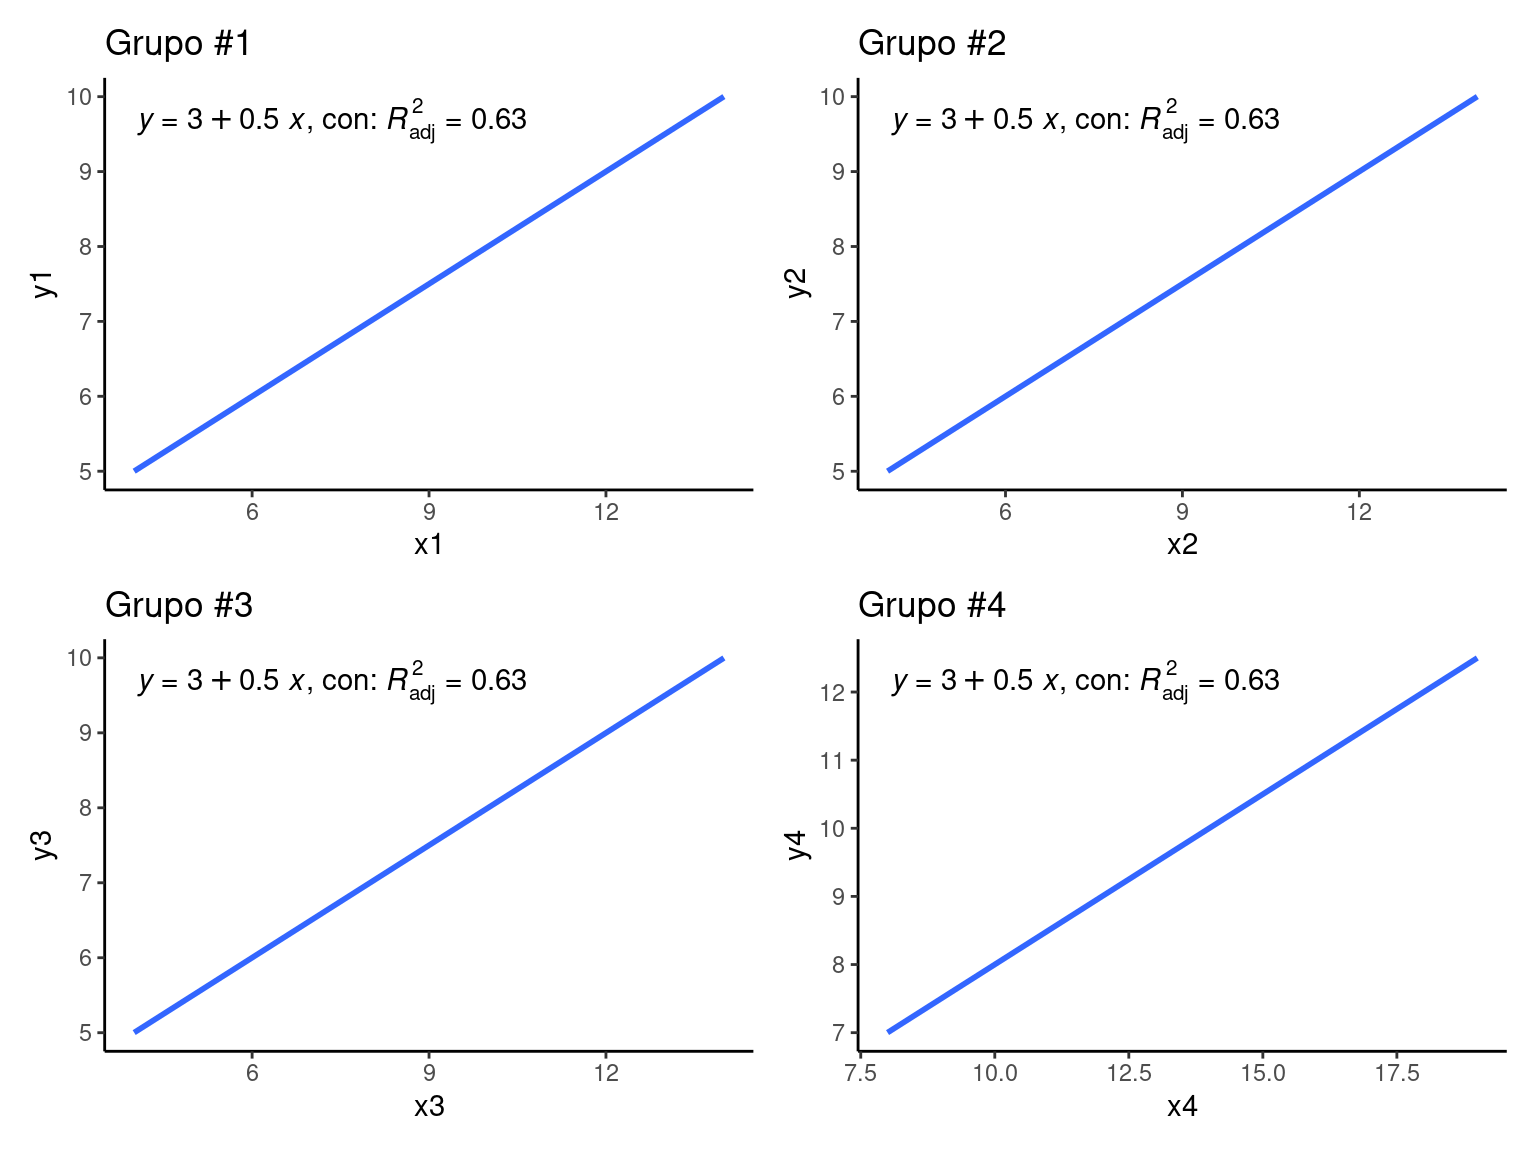 Grupo #1
y = 3 + 0.5 x, con: R²adj = 0.63
10
9
8
7
6
5
y1
6 9 12
x1
Grupo #2
y = 3 + 0.5 x, con: R²adj = 0.63
10
9
8
7
6
5
y2
6 9 12
x2
Grupo #3
y = 3 + 0.5 x, con: R²adj = 0.63
10
9
8
7
6
5
y3
6 9 12
x3
Grupo #4
y = 3 + 0.5 x, con: R²adj = 0.63
12
11
10
9
8
7
y4
7.5 10.0 12.5 15.0 17.5
x4